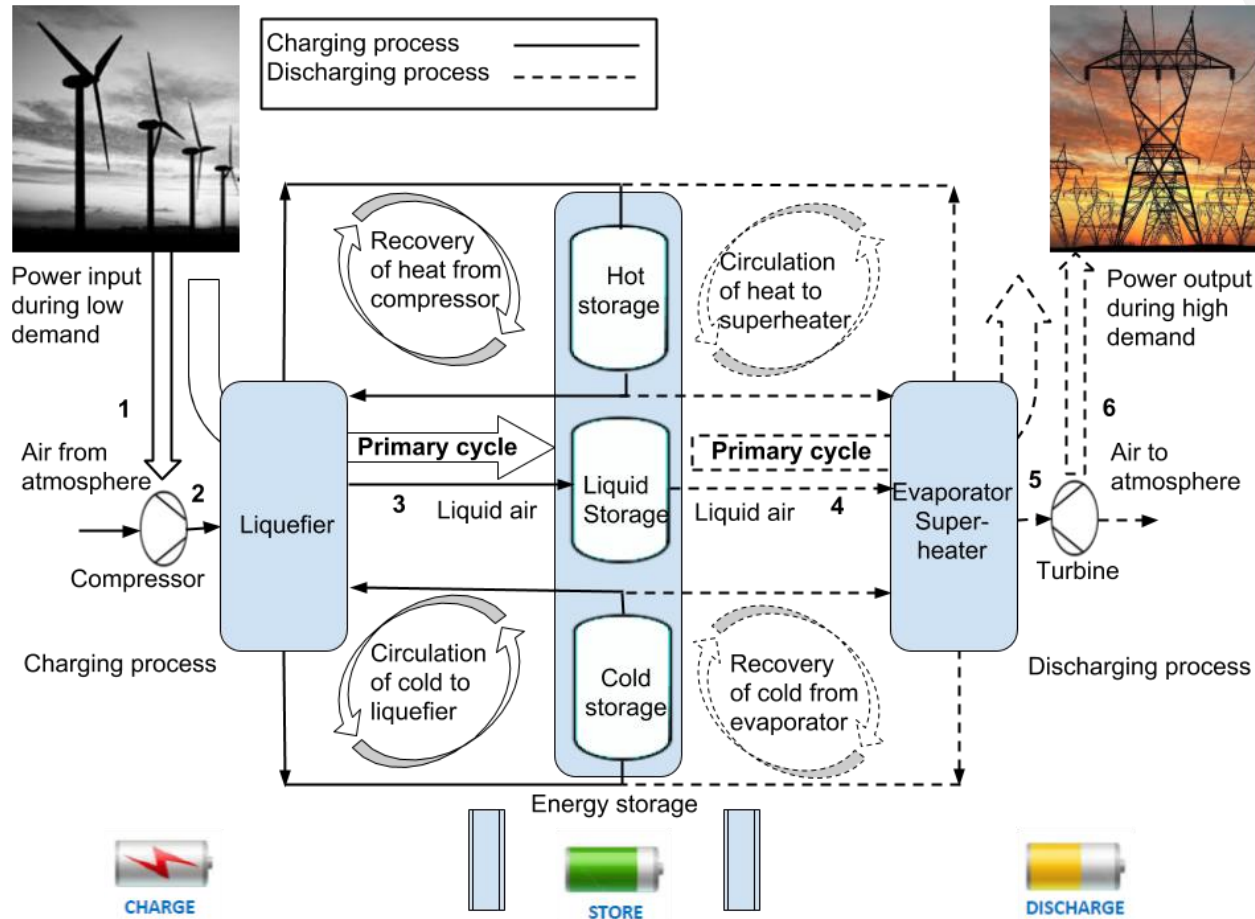 Charging process
Discharging process
Power input
during low
demand
Recovery
of heat from
compressor
Hot
storage
Circulation
of heat to
superheater
Power output
during high
demand
1
Air from
atmosphere
2
Compressor
Liquefier
Primary cycle
3
Liquid air
Liquid
Storage
Primary cycle
Liquid air
4
Evaporator
Super-
heater
5
6
Air to
atmosphere
Turbine
Charging process
Circulation
of cold to
liquefier
Cold
storage
Recovery
of cold from
evaporator
Discharging process
Energy storage
CHARGE
STORE
DISCHARGE